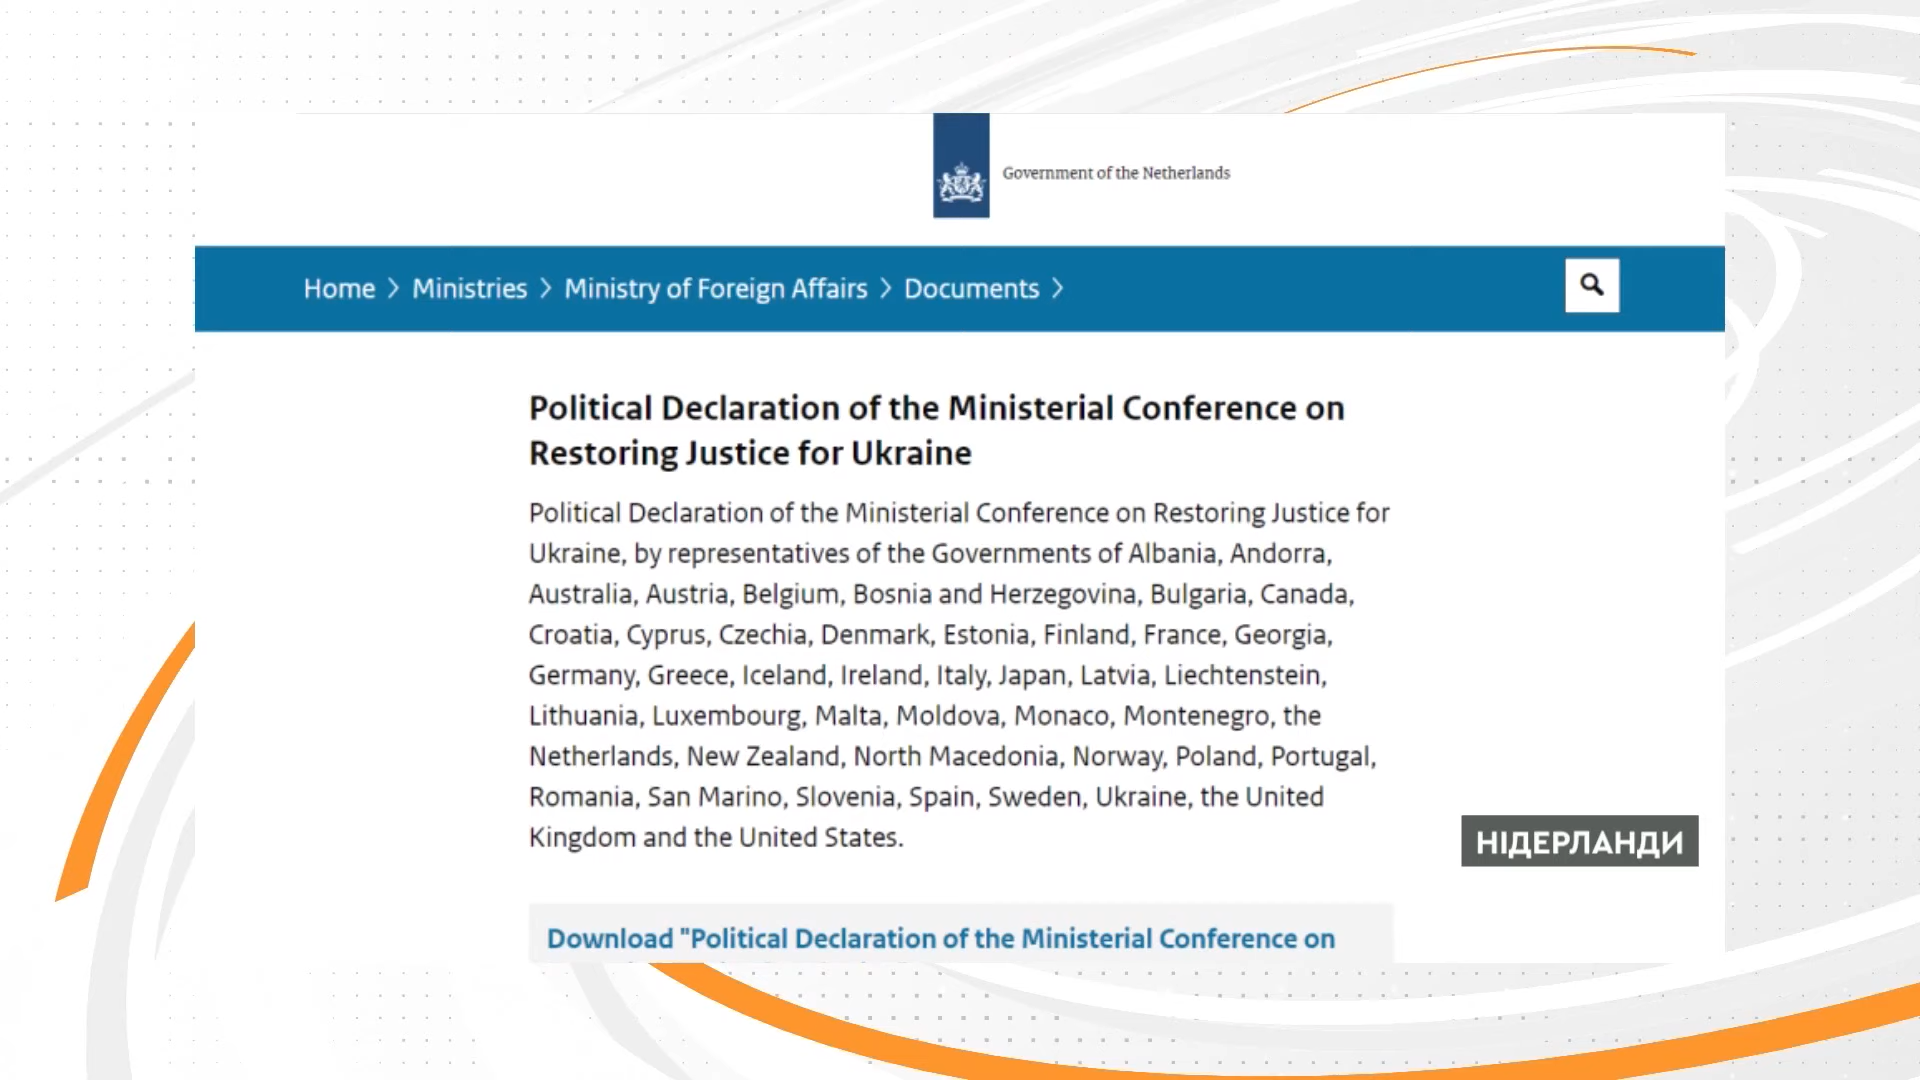 Government of the Netherlands
Home > Ministries > Ministry of Foreign Affairs > Documents >
Political Declaration of the Ministerial Conference on
Restoring Justice for Ukraine
Political Declaration of the Ministerial Conference on Restoring Justice for
Ukraine, by representatives of the Governments of Albania, Andorra,
Australia, Austria, Belgium, Bosnia and Herzegovina, Bulgaria, Canada,
Croatia, Cyprus, Czechia, Denmark, Estonia, Finland, France, Georgia,
Germany, Greece, Iceland, Ireland, Italy, Japan, Latvia, Liechtenstein,
Lithuania, Luxembourg, Malta, Moldova, Monaco, Montenegro, the
Netherlands, New Zealand, North Macedonia, Norway, Poland, Portugal,
Romania, San Marino, Slovenia, Spain, Sweden, Ukraine, the United
Kingdom and the United States.
НІДЕРЛАНДИ
Download "Political Declaration of the Ministerial Conference on